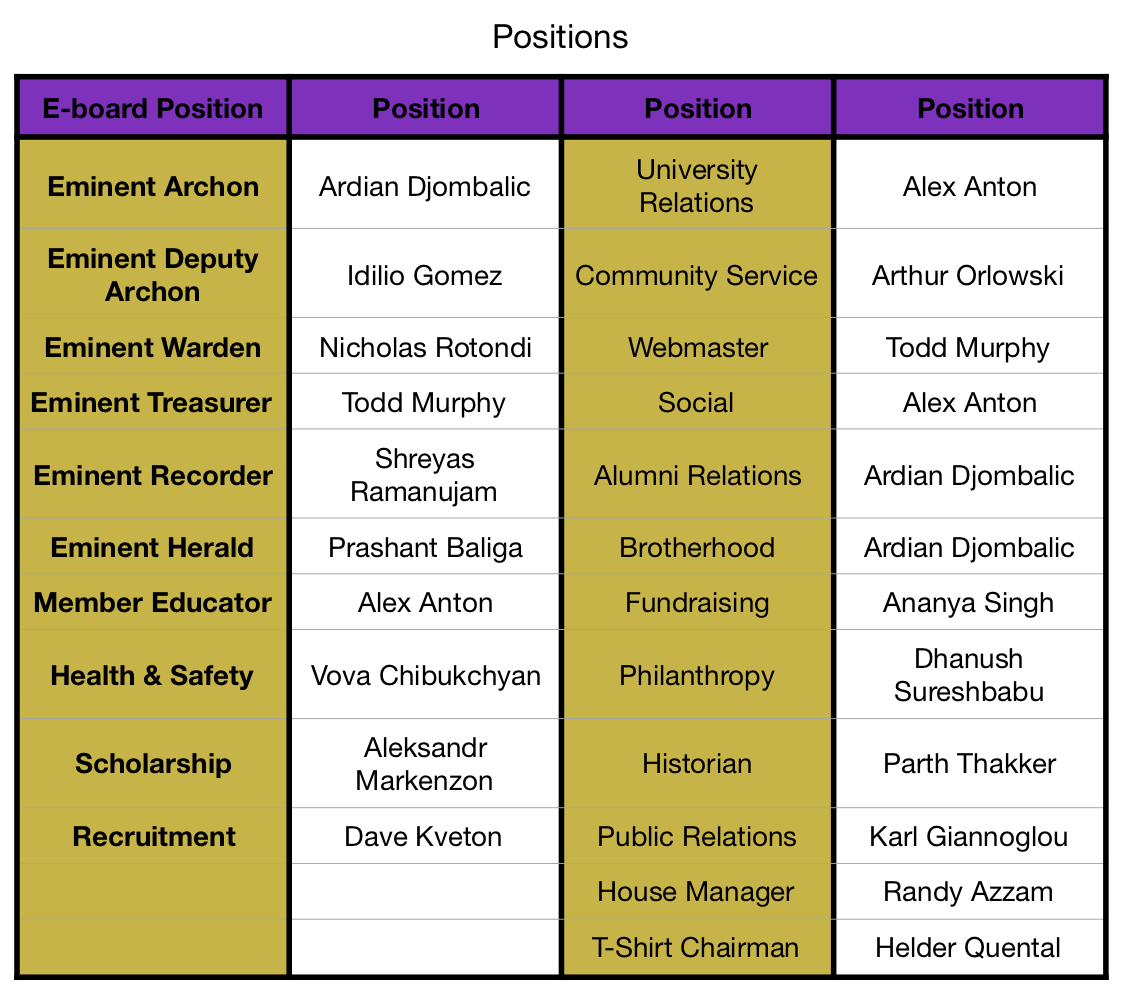 Positions
E-board Position Position Position Position
Eminent Archon Ardian Djombalic University Relations Alex Anton
Eminent Deputy Archon Idilio Gomez Community Service Arthur Orlowski
Eminent Warden Nicholas Rotondi Webmaster Todd Murphy
Eminent Treasurer Todd Murphy Social Alex Anton
Eminent Recorder Shreyas Ramanujam Alumni Relations Ardian Djombalic
Eminent Herald Prashant Baliga Brotherhood Ardian Djombalic
Member Educator Alex Anton Fundraising Ananya Singh
Health & Safety Vova Chibukchyan Philanthropy Dhanush Sureshbabu
Scholarship Aleksandr Markenzon Historian Parth Thakker
Recruitment Dave Kveton Public Relations Karl Giannoglou
House Manager Randy Azzam
T-Shirt Chairman Helder Quental